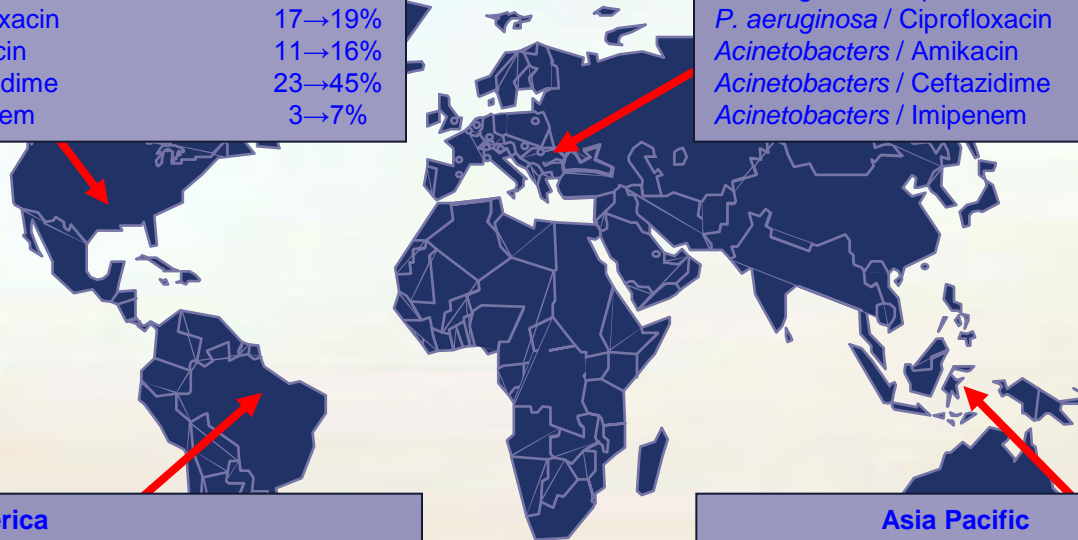 xacin 17→19%
cin 11→16%
dime 23→45%
em 3→7%
P. aeruginosa / Ciprofloxacin
Acinetobacters / Amikacin
Acinetobacters / Ceftazidime
Acinetobacters / Imipenem
rica
Asia Pacific